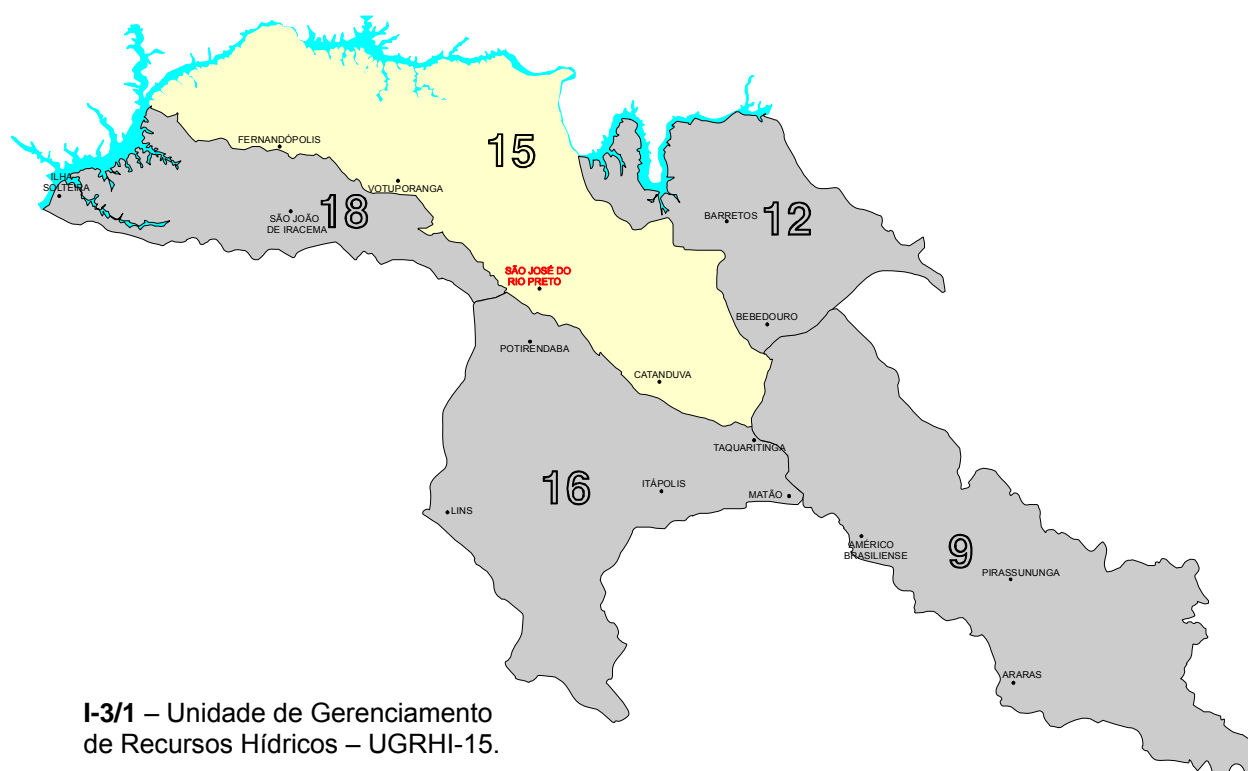 FERNANDÓPOLIS
15
ILHA
SOLTEIRA
VOTUPORANGA
SÃO JOÃO
DE IRACEMA
18
BARRETOS
12
SÃO JOSÉ DO
RIO PRETO
BEBEDOURO
POTIRENDABA
CATANDUVA
TAQUARITINGA
16
ITÁPOLIS
MATÃO
LINS
AMÉRICO
BRASILIENSE
9
PIRASSUNUNGA
ARARAS
I-3/1 – Unidade de Gerenciamento
de Recursos Hídricos – UGRHI-15.